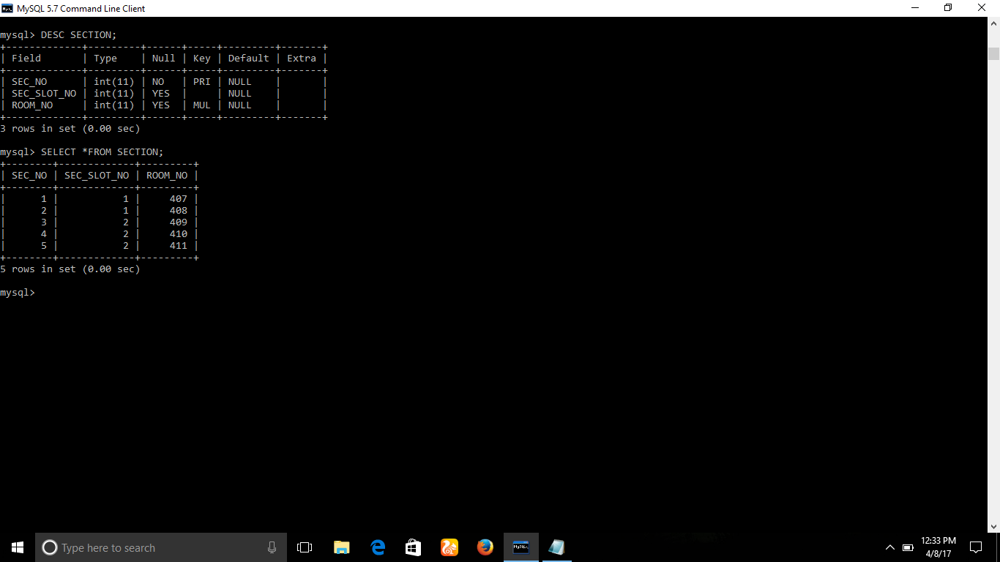 MySQL 5.7 Command Line Client
mysql> DESC SECTION;
+-------------+---------+------+-----+---------+-------+
| Field       | Type    | Null | Key | Default | Extra |
+-------------+---------+------+-----+---------+-------+
| SEC_NO      | int(11) | NO   | PRI | NULL    |       |
| SEC_SLOT_NO | int(11) | YES  |     | NULL    |       |
| ROOM_NO     | int(11) | YES  | MUL | NULL    |       |
+-------------+---------+------+-----+---------+-------+
3 rows in set (0.00 sec)
mysql> SELECT *FROM SECTION;
+--------+-------------+---------+
| SEC_NO | SEC_SLOT_NO | ROOM_NO |
+--------+-------------+---------+
|      1 |           1 |     407 |
|      2 |           1 |     408 |
|      3 |           2 |     409 |
|      4 |           2 |     410 |
|      5 |           2 |     411 |
+--------+-------------+---------+
5 rows in set (0.00 sec)
mysql>
Type here to search
12:33 PM
4/8/17